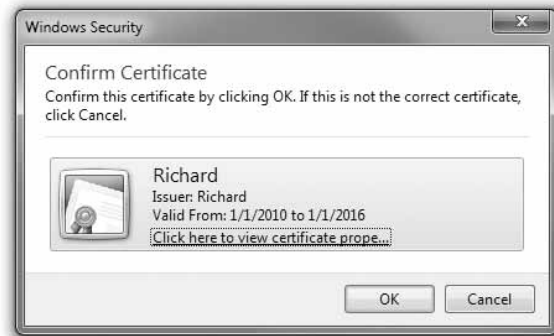 Windows Security
Confirm Certificate
Confirm this certificate by clicking OK. If this is not the correct certificate,
click Cancel.
Richard
Issuer: Richard
Valid From: 1/1/2010 to 1/1/2016
Click here to view certificate prope...
OK
Cancel